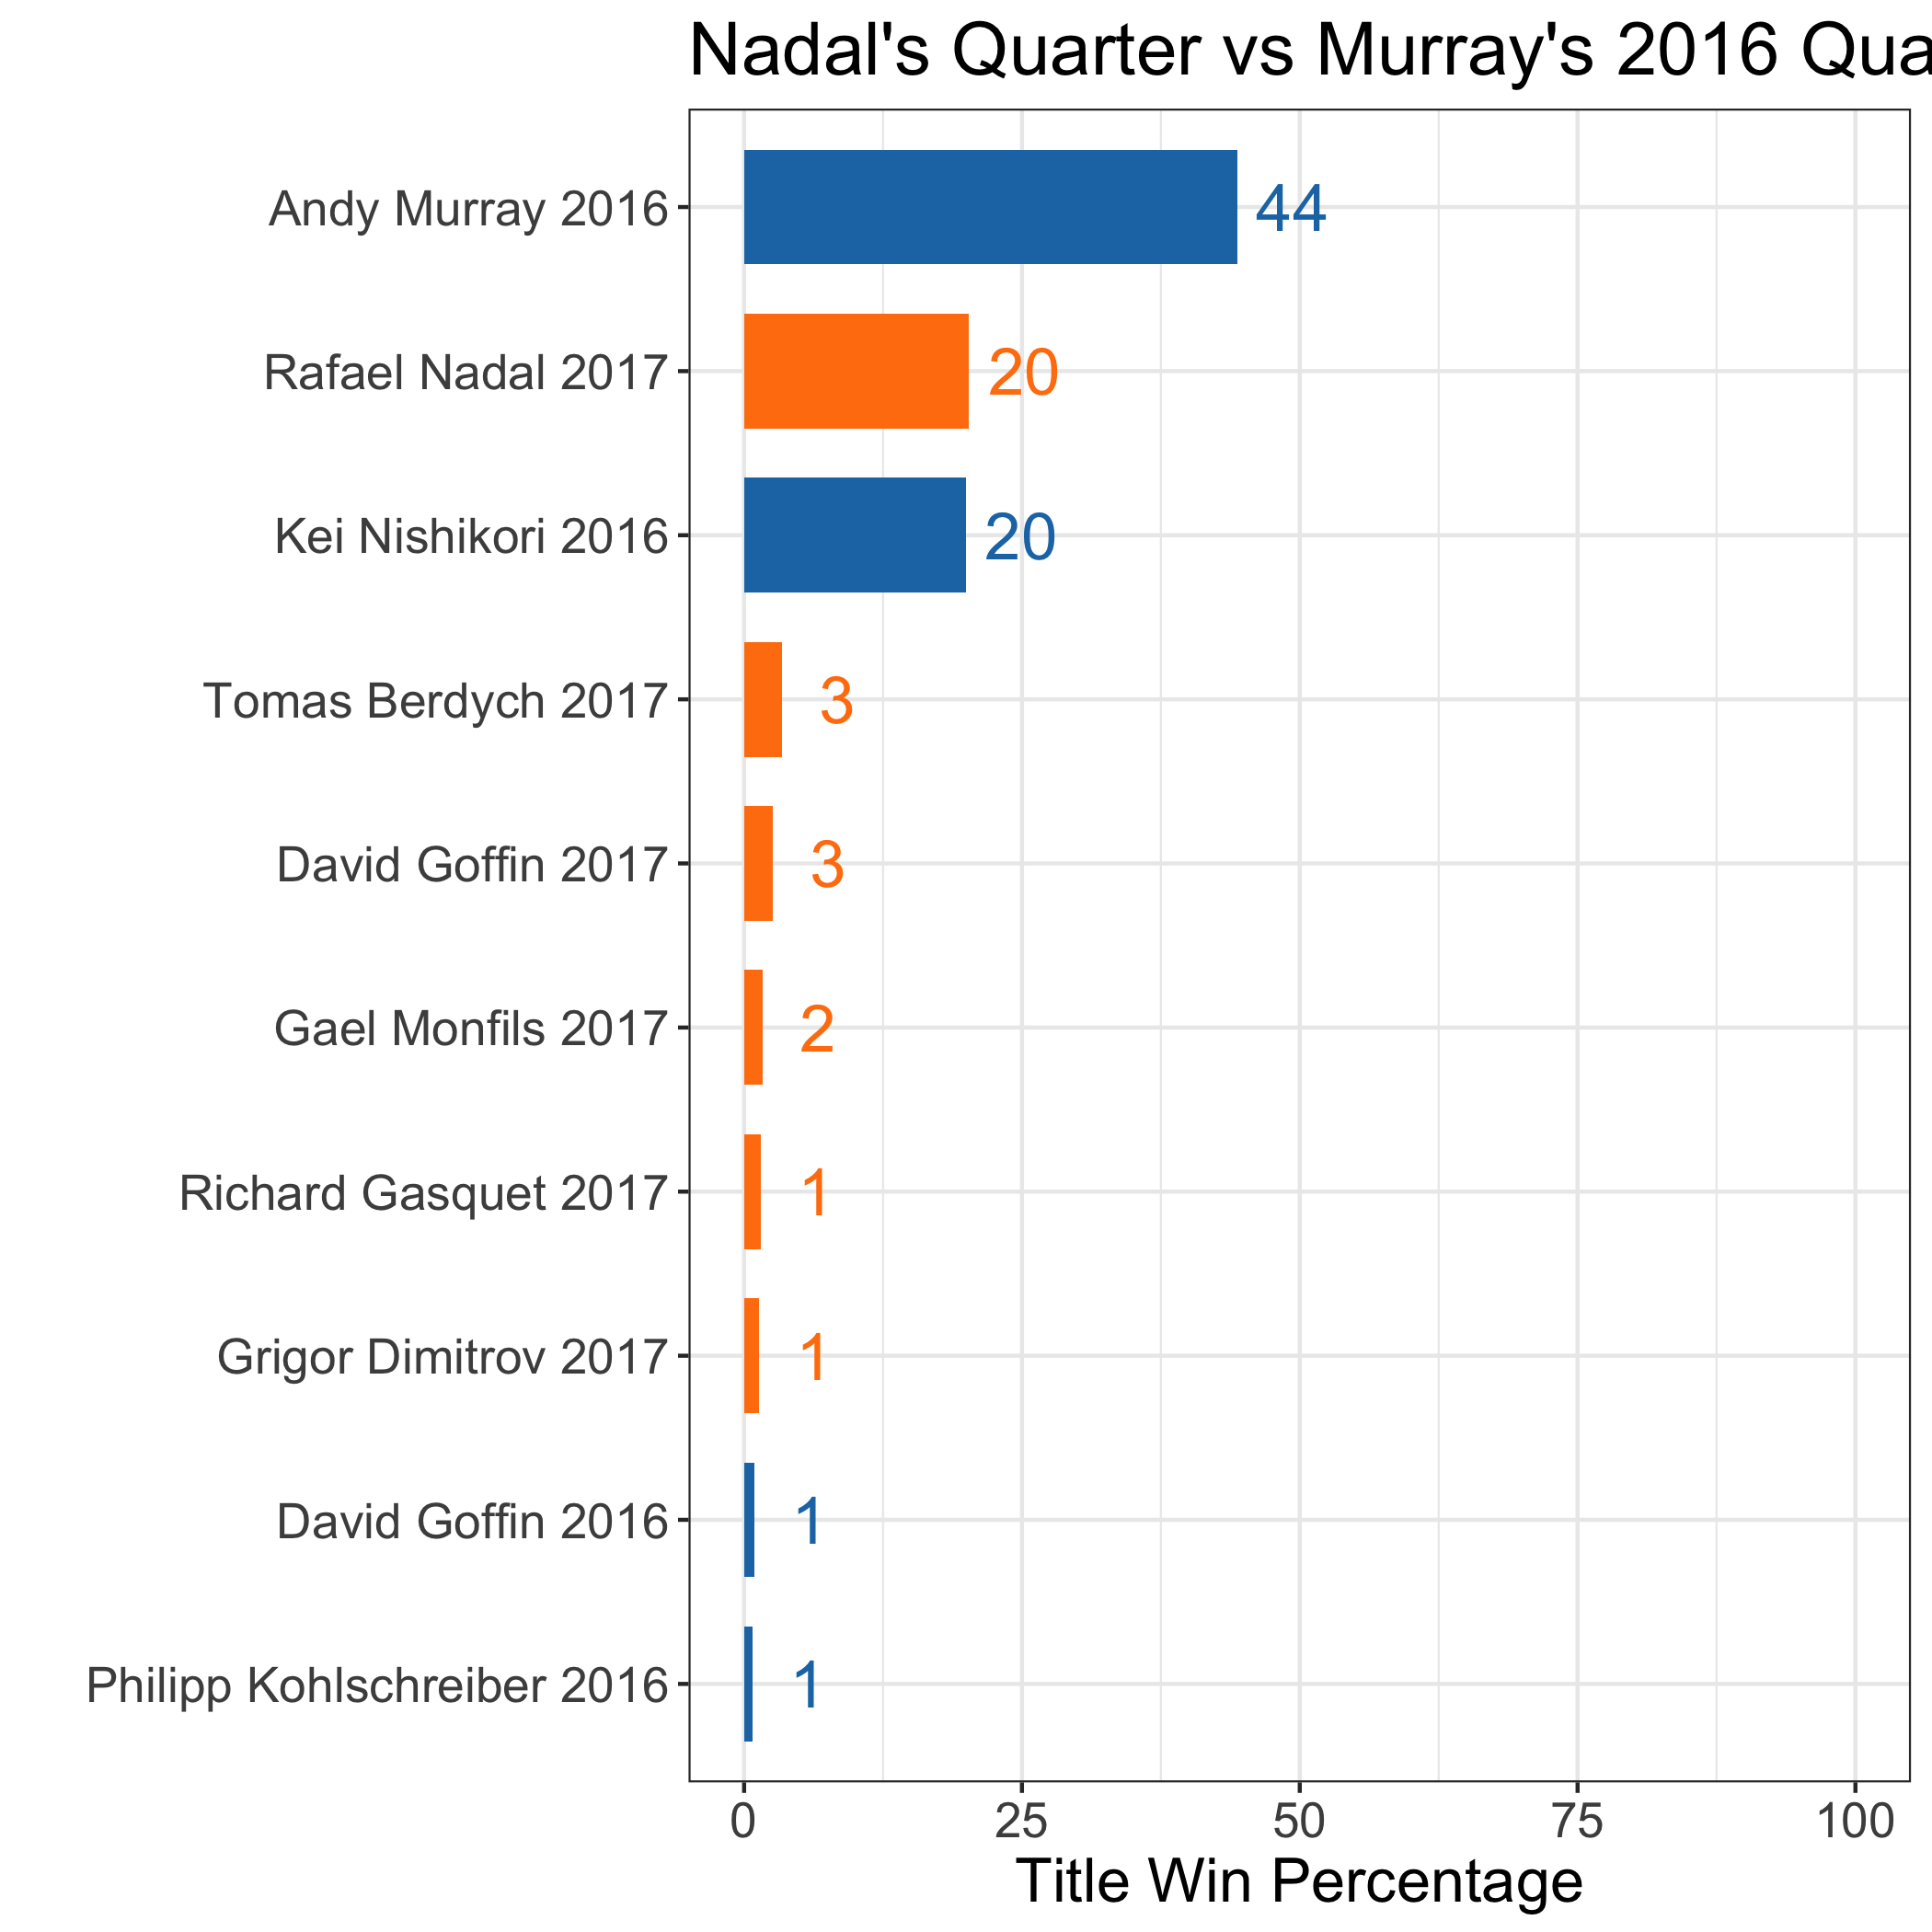 Nadal's Quarter vs Murray's 2016 Qua
Andy Murray 2016
44
Rafael Nadal 2017
20
Kei Nishikori 2016
20
Tomas Berdych 2017
3
David Goffin 2017
3
Gael Monfils 2017
2
Richard Gasquet 2017
1
Grigor Dimitrov 2017
1
David Goffin 2016
1
Philipp Kohlschreiber 2016
1
0 25 50 75 100
Title Win Percentage